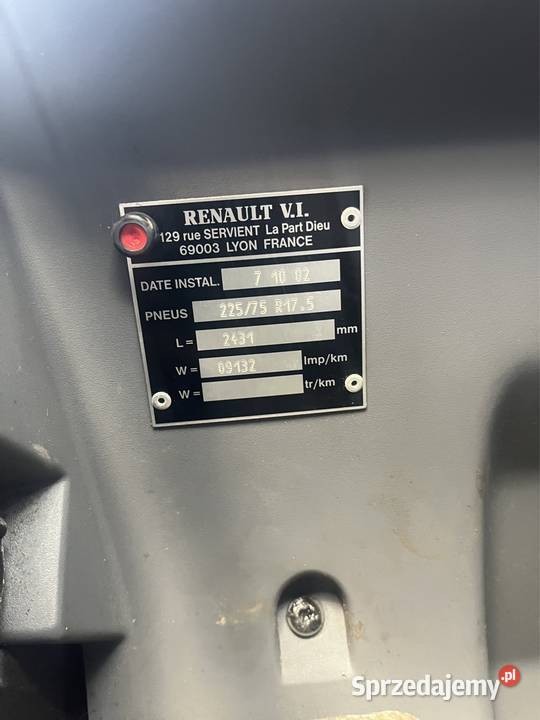 RENAULT V.I.
129 rue SERVIENT La Part Dieu
69003 LYON FRANCE
DATE INSTAL. 7 10 02
PNEUS 225/75 R17.5
L= 2431 mm
W= 09132 Imp/km
W= tr/km
Sprzedajemy.pl